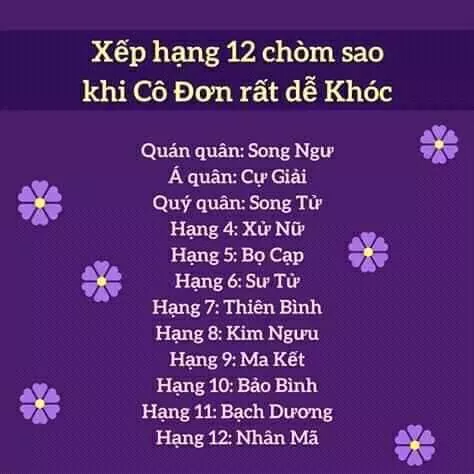 Xếp hạng 12 chòm sao
khi Cô Đơn rất dễ Khóc
Quán quân: Song Ngư
Á quân: Cự Giải
Quý quân: Song Tử
Hạng 4: Xử Nữ
Hạng 5: Bọ Cạp
Hạng 6: Sư Tử
Hạng 7: Thiên Bình
Hạng 8: Kim Ngưu
Hạng 9: Ma Kết
Hạng 10: Bảo Bình
Hạng 11: Bạch Dương
Hạng 12: Nhân Mã